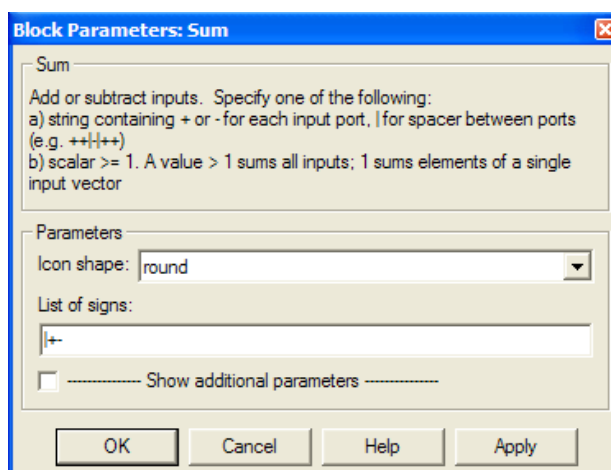 Block Parameters: Sum
Sum
Add or subtract inputs. Specify one of the following:
a) string containing + or - for each input port, | for spacer between ports
(e.g. ++|-|++)
b) scalar >= 1. A value > 1 sums all inputs; 1 sums elements of a single
input vector
Parameters
Icon shape: round
List of signs:
|+-
--------------- Show additional parameters ---------------
OK Cancel Help Apply